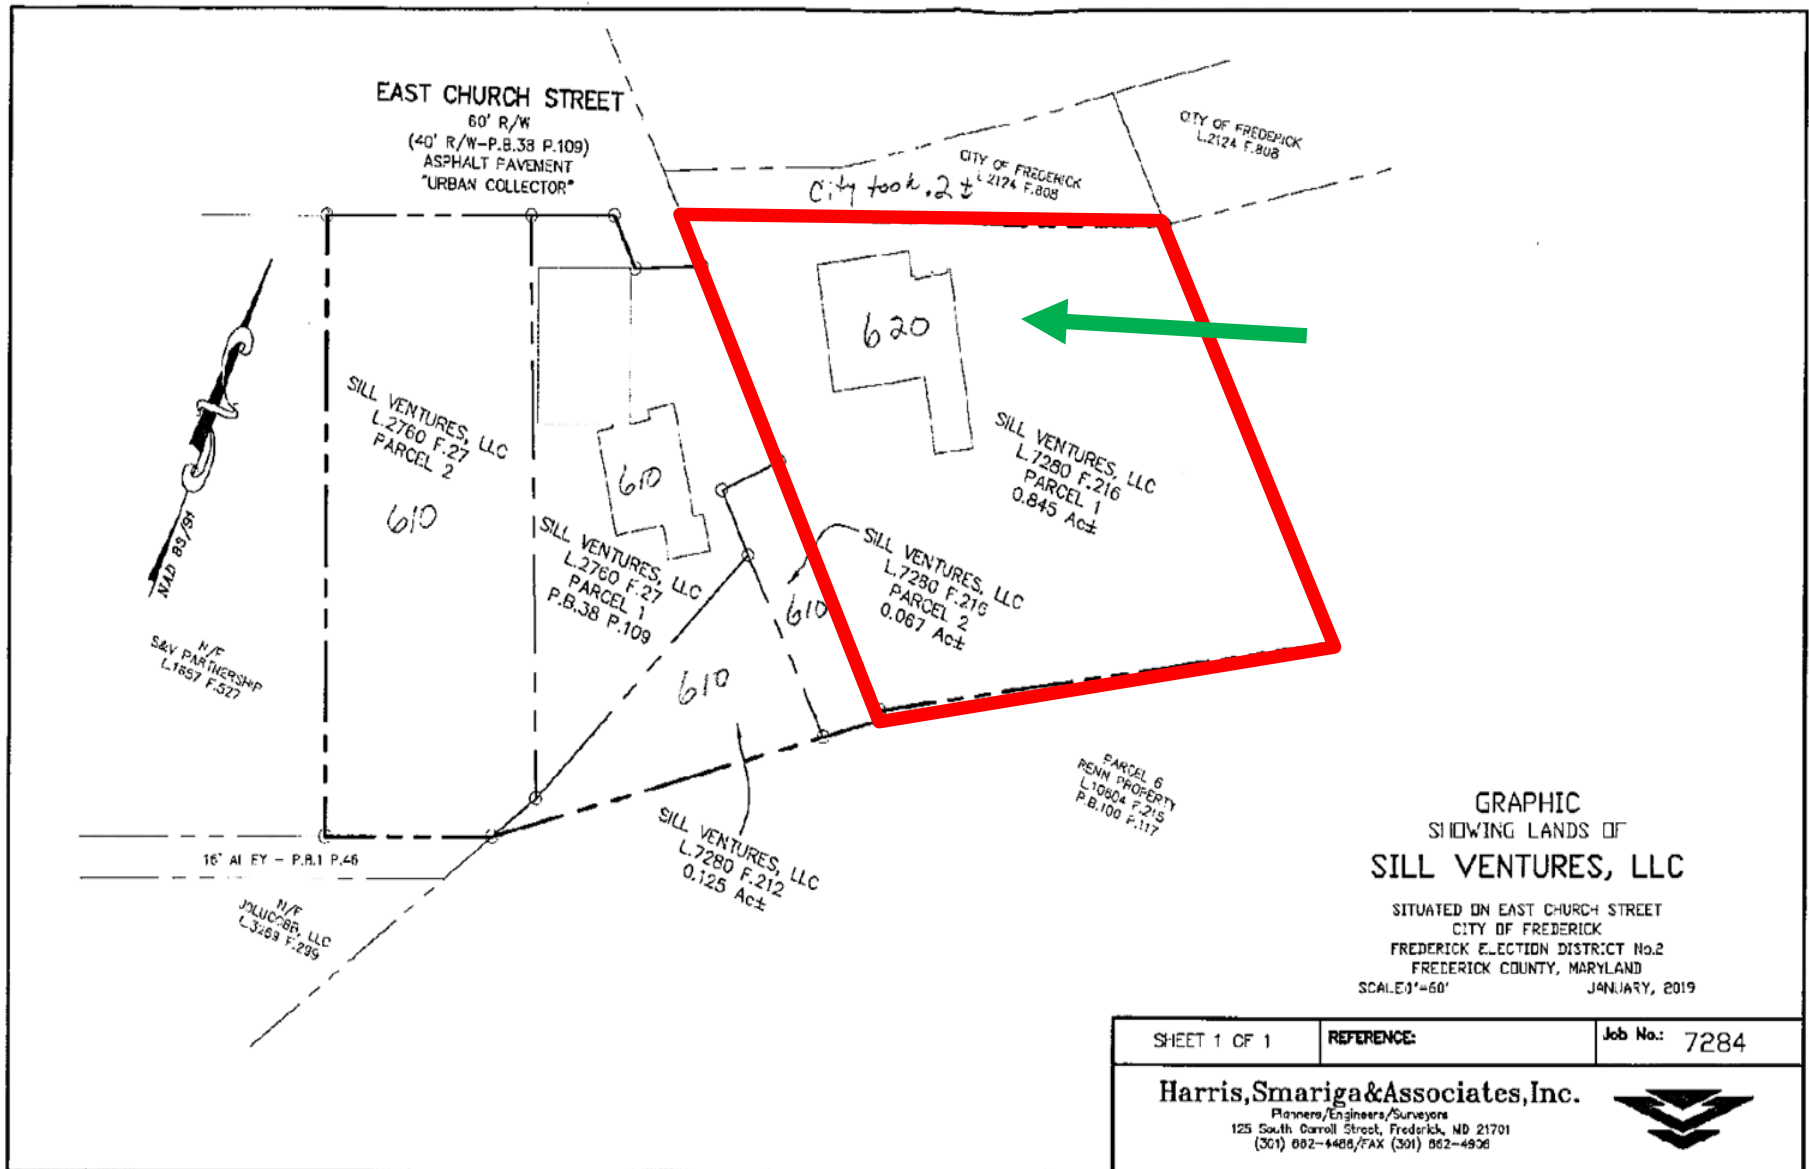 EAST CHURCH STREET
60' R/W
(40' R/W-P.B.38 P.109)
ASPHALT PAVEMENT
"URBAN COLLECTOR"
CITY OF FREDERICK
L.2124 F.808
CITY OF FREDERICK
L.2124 F.808
City took .2 ±
620
SILL VENTURES, LLC
L.2760 F.27
PARCEL 2
610
610
SILL VENTURES, LLC
L.7280 F.216
PARCEL 1
0.845 Ac±
SILL VENTURES, LLC
L.2760 F.27
PARCEL 1
P.B.38 P.109
SILL VENTURES, LLC
L.7280 F.216
PARCEL 2
0.067 Ac±
610
610
NAD 83/91
N/F
S&V PARTNERSHIP
L.1657 F.527
SILL VENTURES, LLC
L.7280 F.212
0.125 Ac±
PARCEL 6
RENN PROPERTY
L.10604 F.215
P.B.100 P.117
16' ALLEY - P.B.1 P.46
N/F
JOLUCOBB, LLC
L.3269 F.299
GRAPHIC
SHOWING LANDS OF
SILL VENTURES, LLC
SITUATED ON EAST CHURCH STREET
CITY OF FREDERICK
FREDERICK ELECTION DISTRICT No.2
FREDERICK COUNTY, MARYLAND
SCALE:1"=60' JANUARY, 2019
SHEET 1 OF 1 REFERENCE: Job No.: 7284
Harris,Smariga&Associates,Inc.
Planners/Engineers/Surveyors
125 South Carroll Street, Frederick, MD 21701
(301) 662-4488/FAX (301) 662-4906